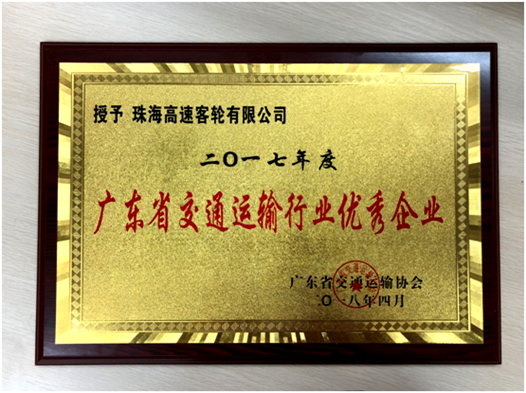 授予 珠海高速客轮有限公司
二〇一七年度
广东省交通运输行业优秀企业
广东省交通运输协会
二〇一八年四月